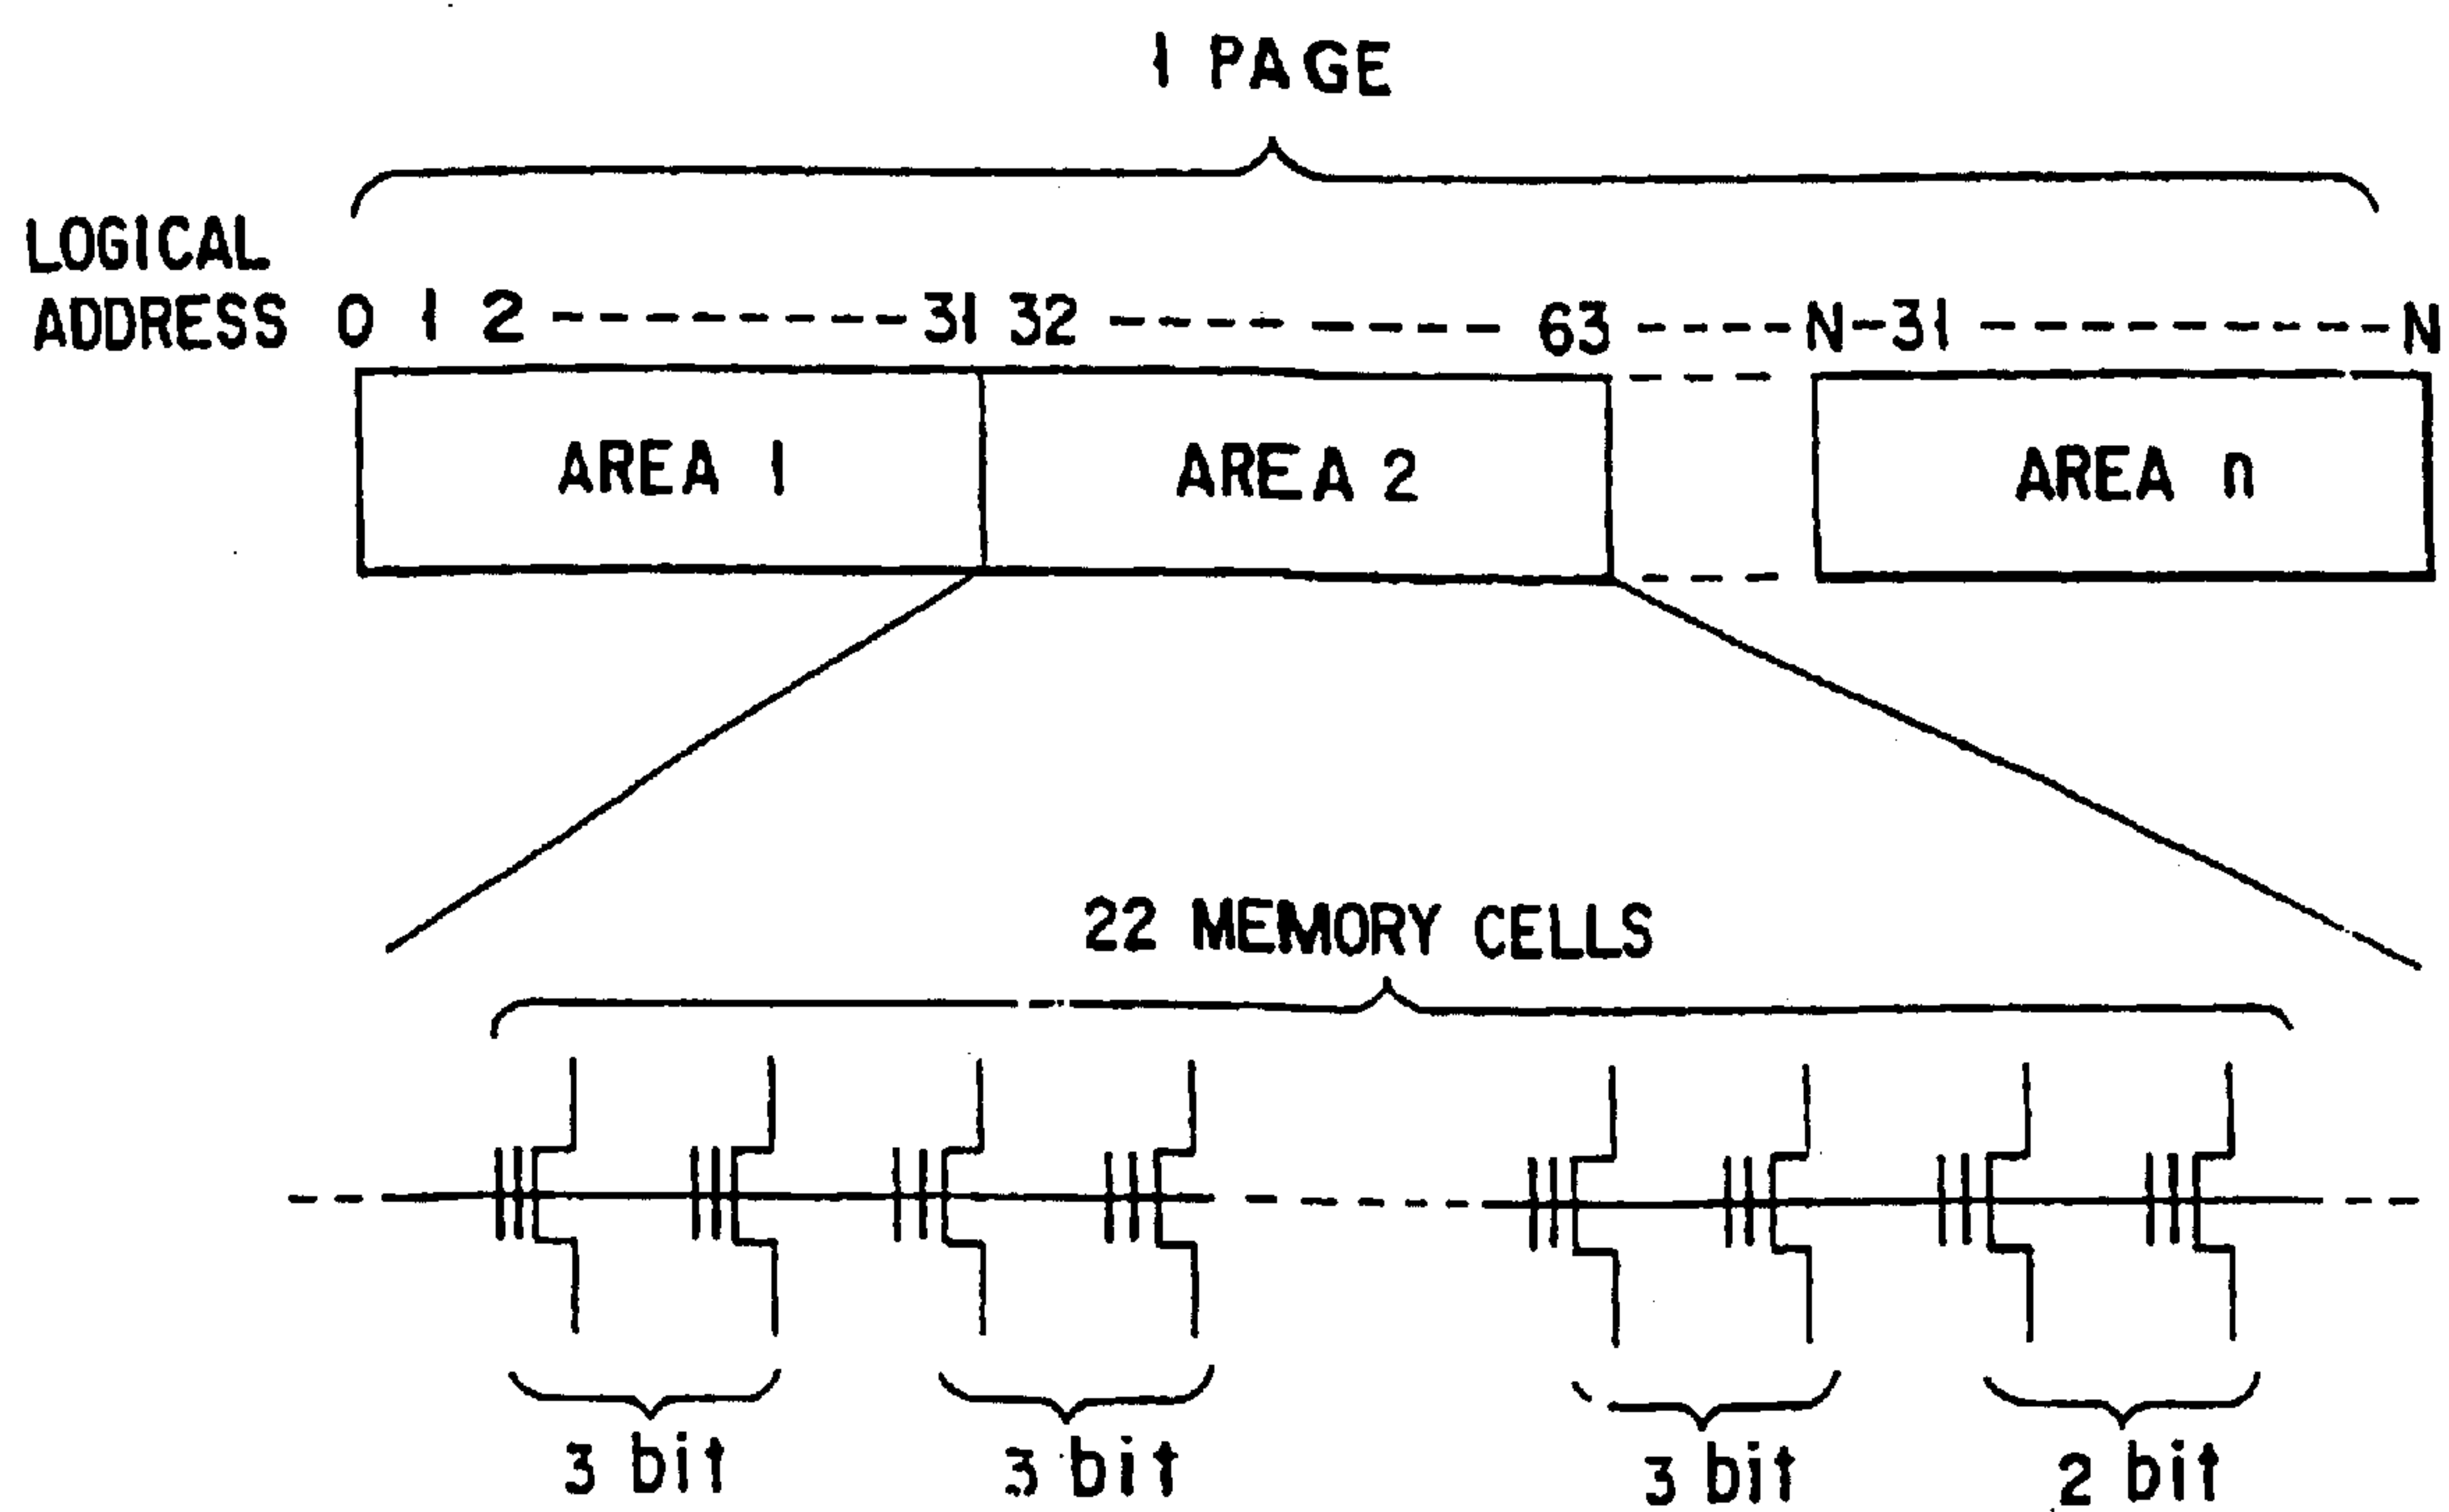 1 PAGE
LOGICAL
ADDRESS 0 1 2 --------- 31 32 --------- 63 ---- N-31 --------- N
AREA 1 AREA 2 AREA n
22 MEMORY CELLS
3 bit 3 bit 3 bit 2 bit